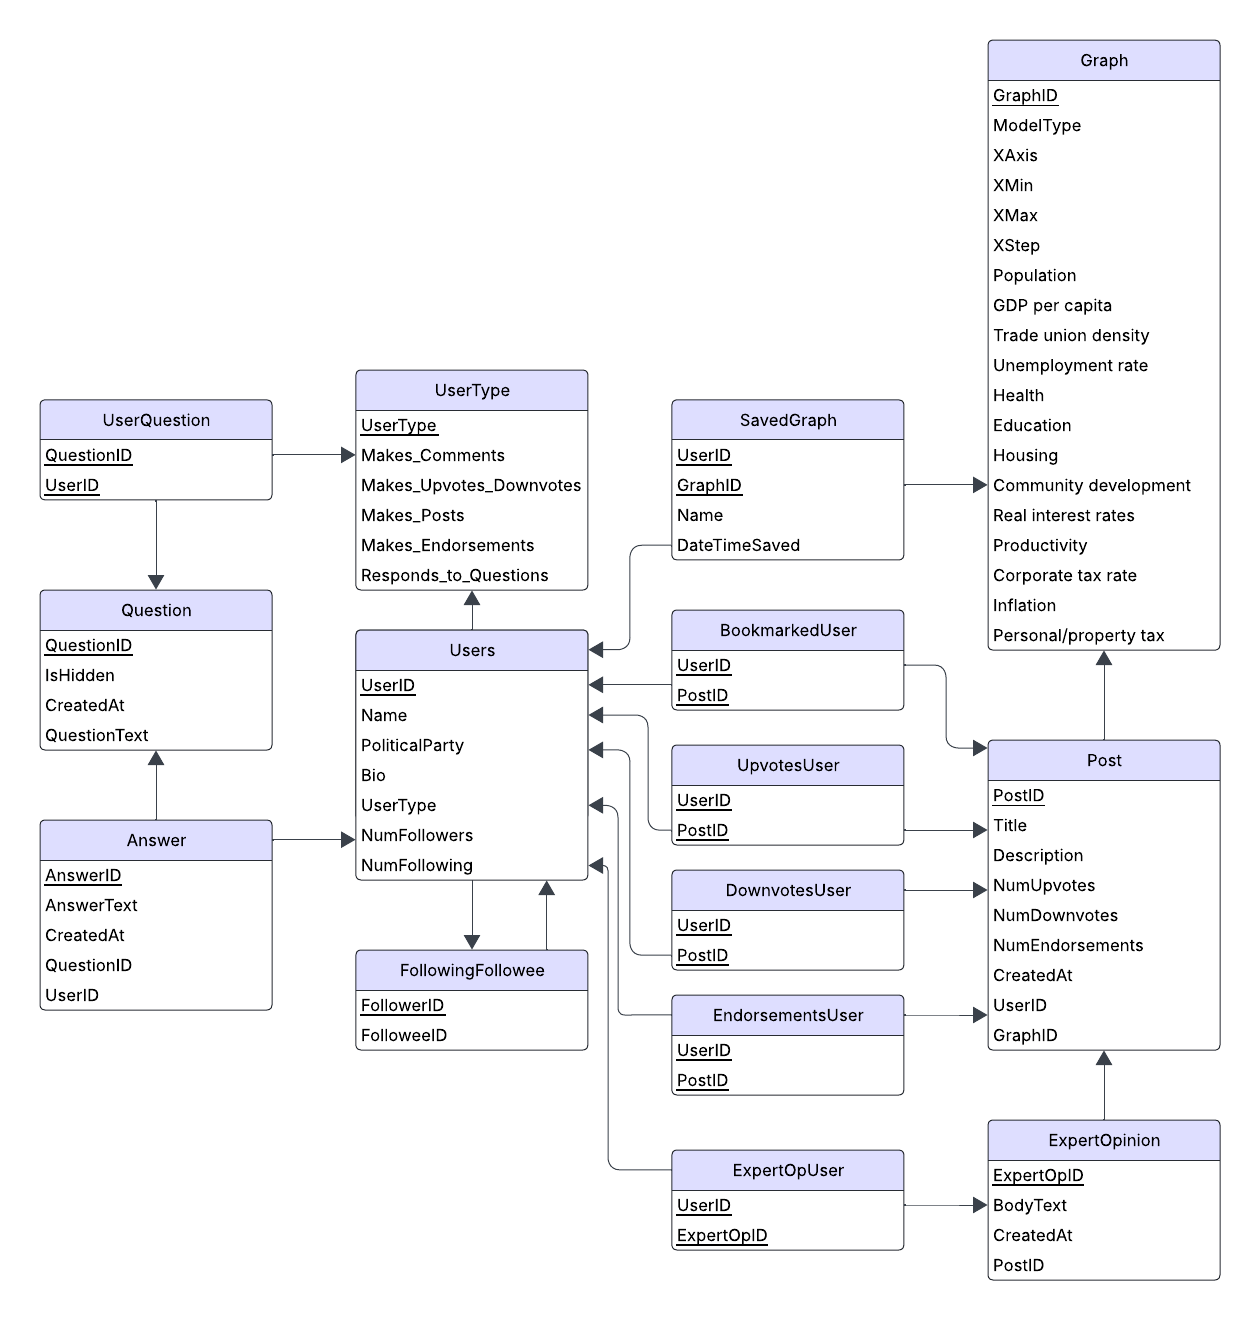 Graph
GraphID
ModelType
XAxis
XMin
XMax
XStep
Population
GDP per capita
Trade union density
Unemployment rate
Health
Education
Housing
Community development
Real interest rates
Productivity
Corporate tax rate
Inflation
Personal/property tax
UserQuestion
QuestionID
UserID
UserType
UserType
Makes_Comments
Makes_Upvotes_Downvotes
Makes_Posts
Makes_Endorsements
Responds_to_Questions
SavedGraph
UserID
GraphID
Name
DateTimeSaved
Question
QuestionID
IsHidden
CreatedAt
QuestionText
Users
UserID
Name
PoliticalParty
Bio
UserType
NumFollowers
NumFollowing
BookmarkedUser
UserID
PostID
UpvotesUser
UserID
PostID
Post
PostID
Title
Description
NumUpvotes
NumDownvotes
NumEndorsements
CreatedAt
UserID
GraphID
Answer
AnswerID
AnswerText
CreatedAt
QuestionID
UserID
DownvotesUser
UserID
PostID
FollowingFollowee
FollowerID
FolloweeID
EndorsementsUser
UserID
PostID
ExpertOpUser
UserID
ExpertOpID
ExpertOpinion
ExpertOpID
BodyText
CreatedAt
PostID